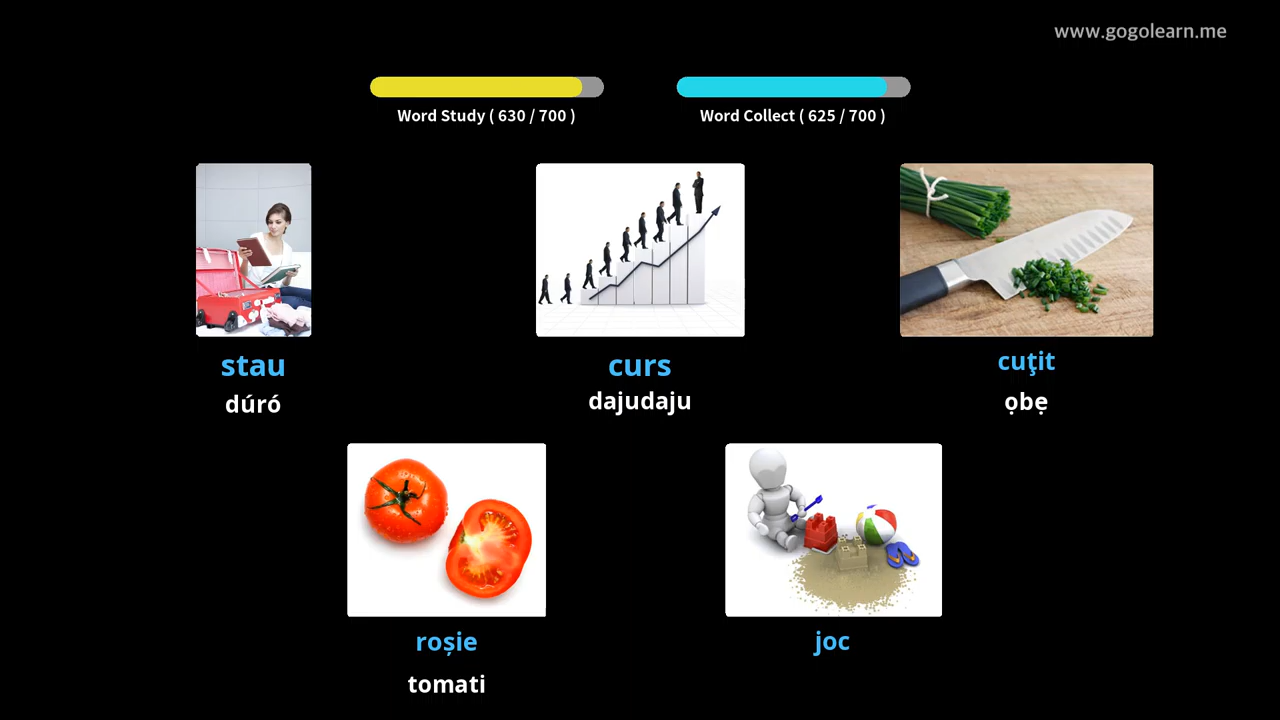 www.gogolearn.me
Word Study ( 630 / 700 )
Word Collect ( 625 / 700 )
stau
dúró
curs
dajudaju
cuţit
ọbẹ
roșie
tomati
joc